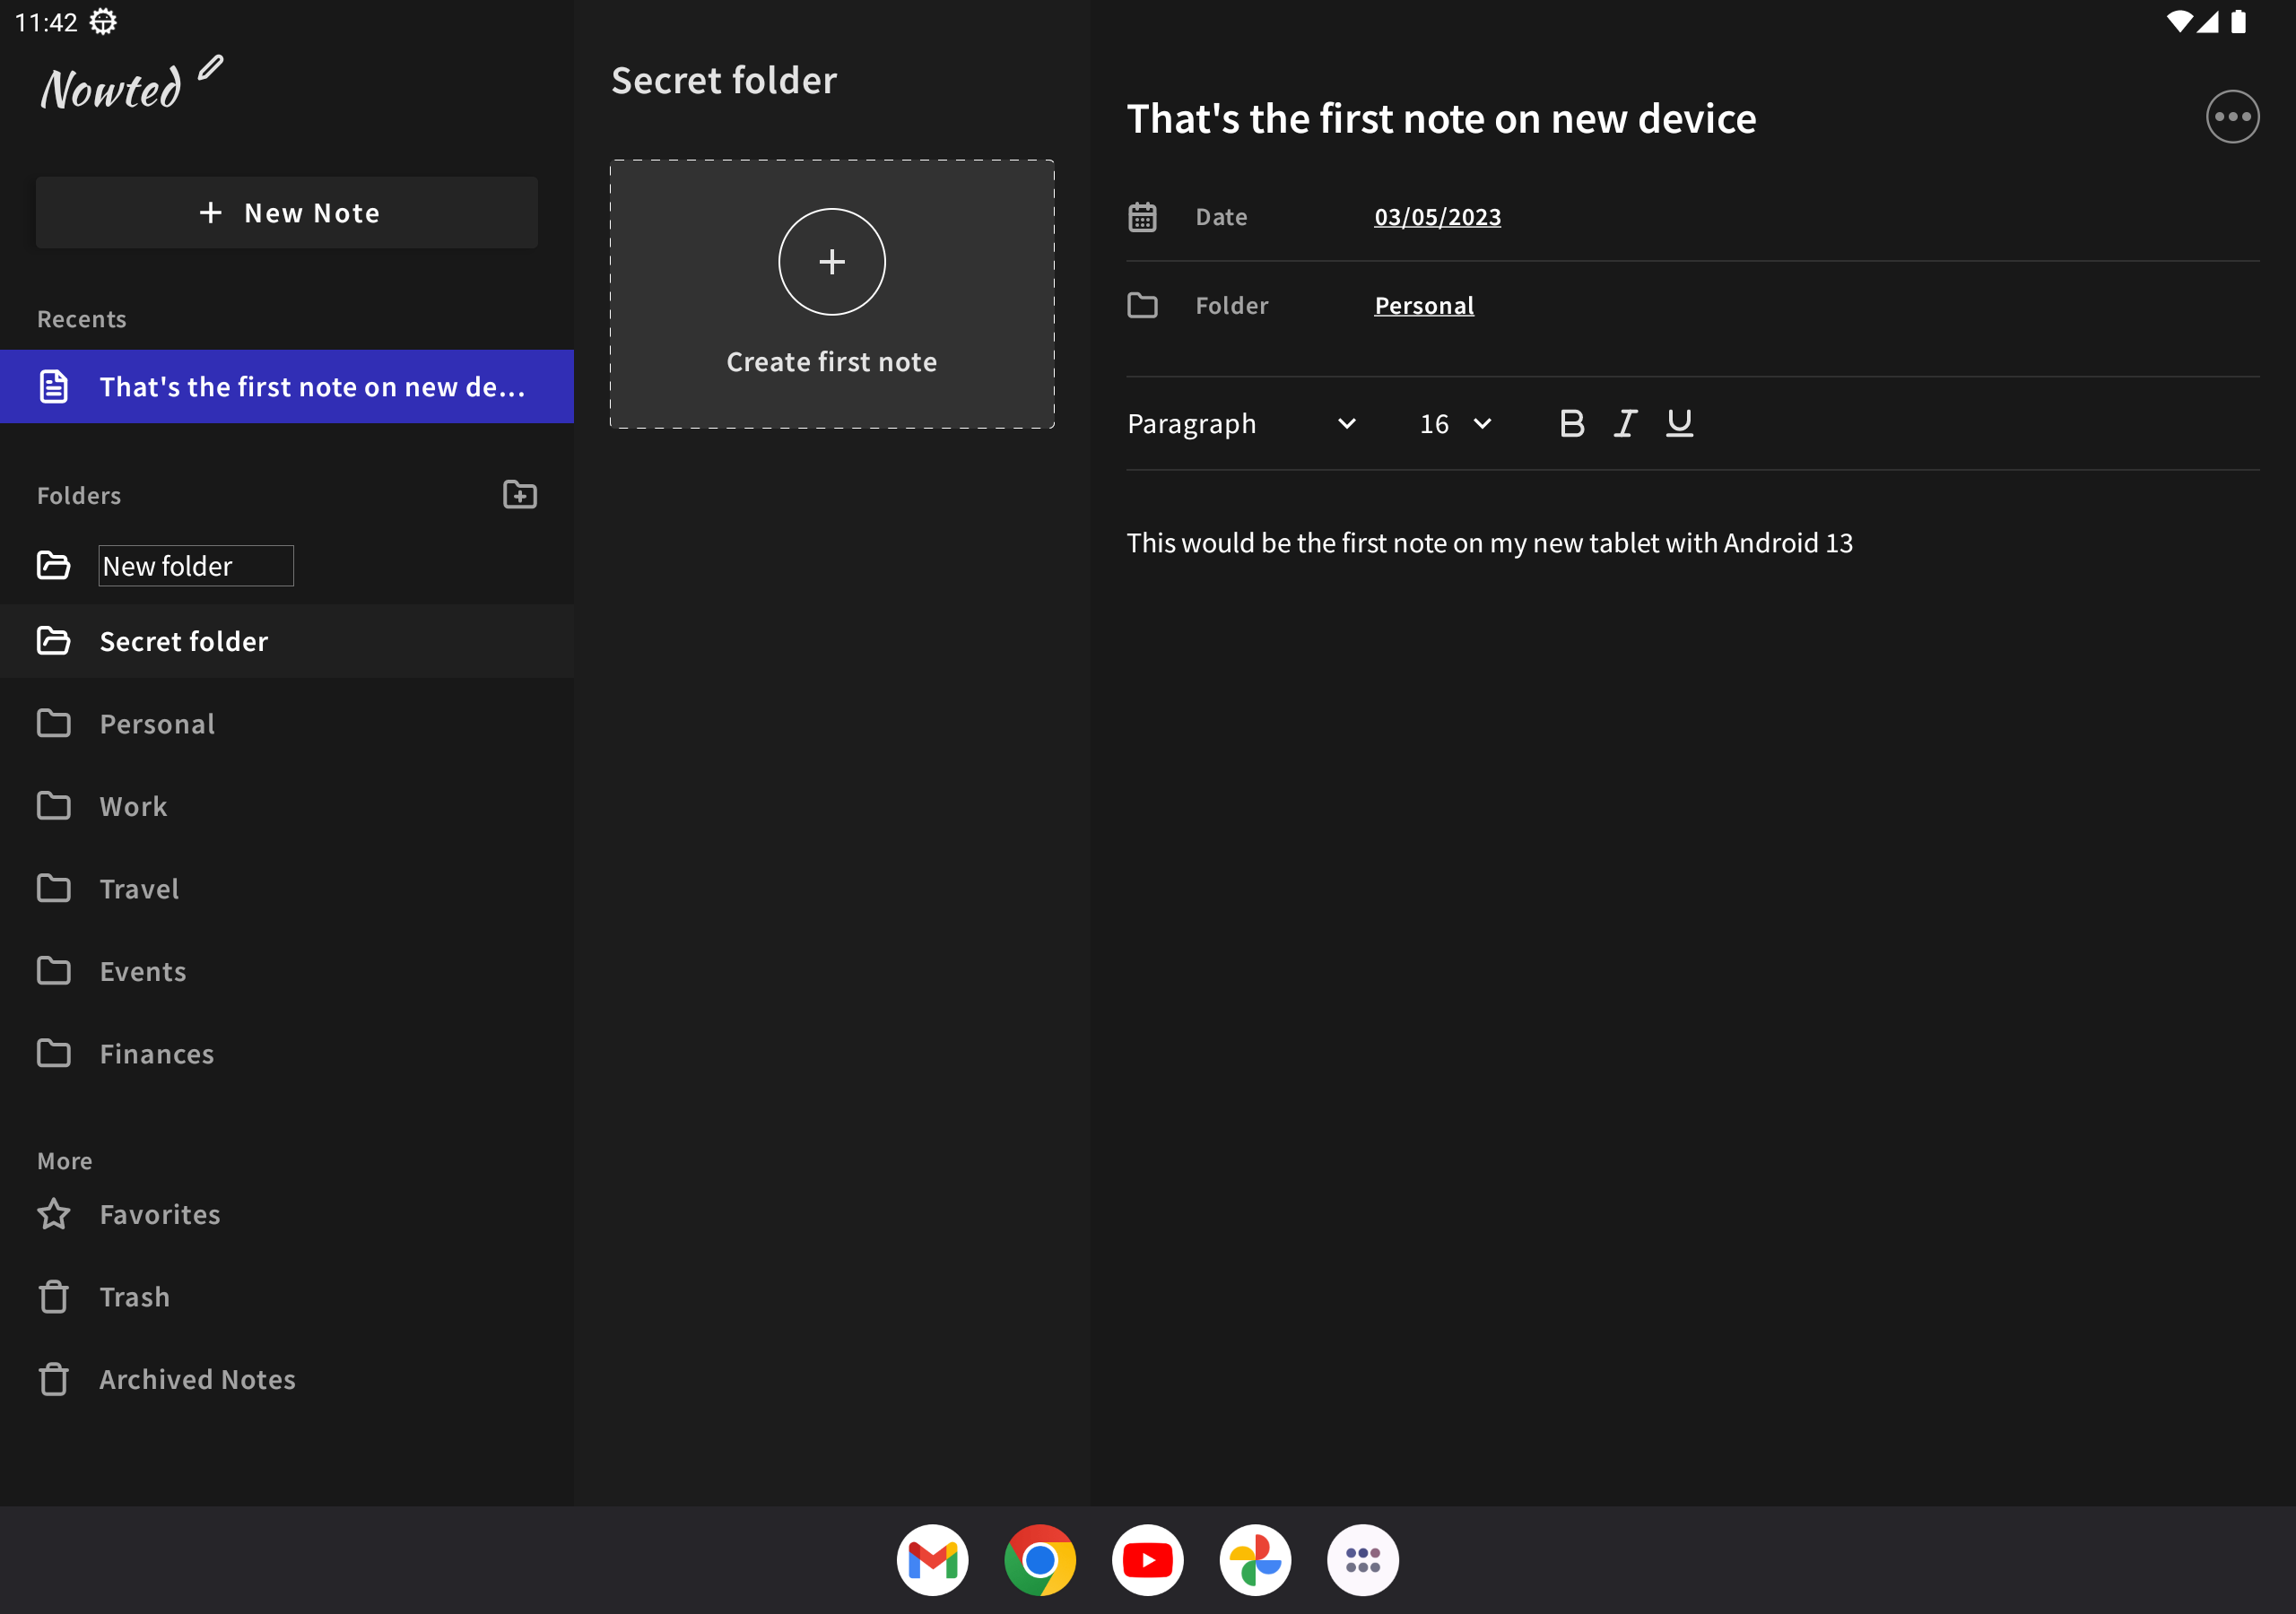 11:42
Nowted
New Note
Recents
That's the first note on new de...
Folders
New folder
Secret folder
Personal
Work
Travel
Events
Finances
More
Favorites
Trash
Archived Notes
Secret folder
Create first note
That's the first note on new device
Date 03/05/2023
Folder Personal
Paragraph 16 B I U
This would be the first note on my new tablet with Android 13